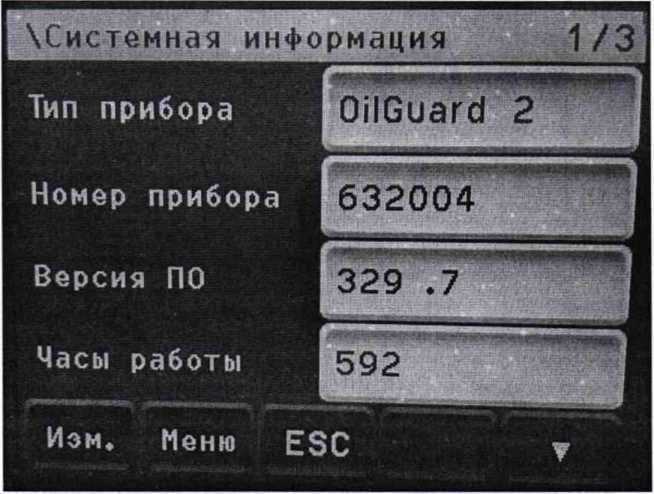 \Системная информация 1/3
Тип прибора OilGuard 2
Номер прибора 632004
Версия ПО 329 .7
Часы работы 592
Изм. Меню ESC ▼